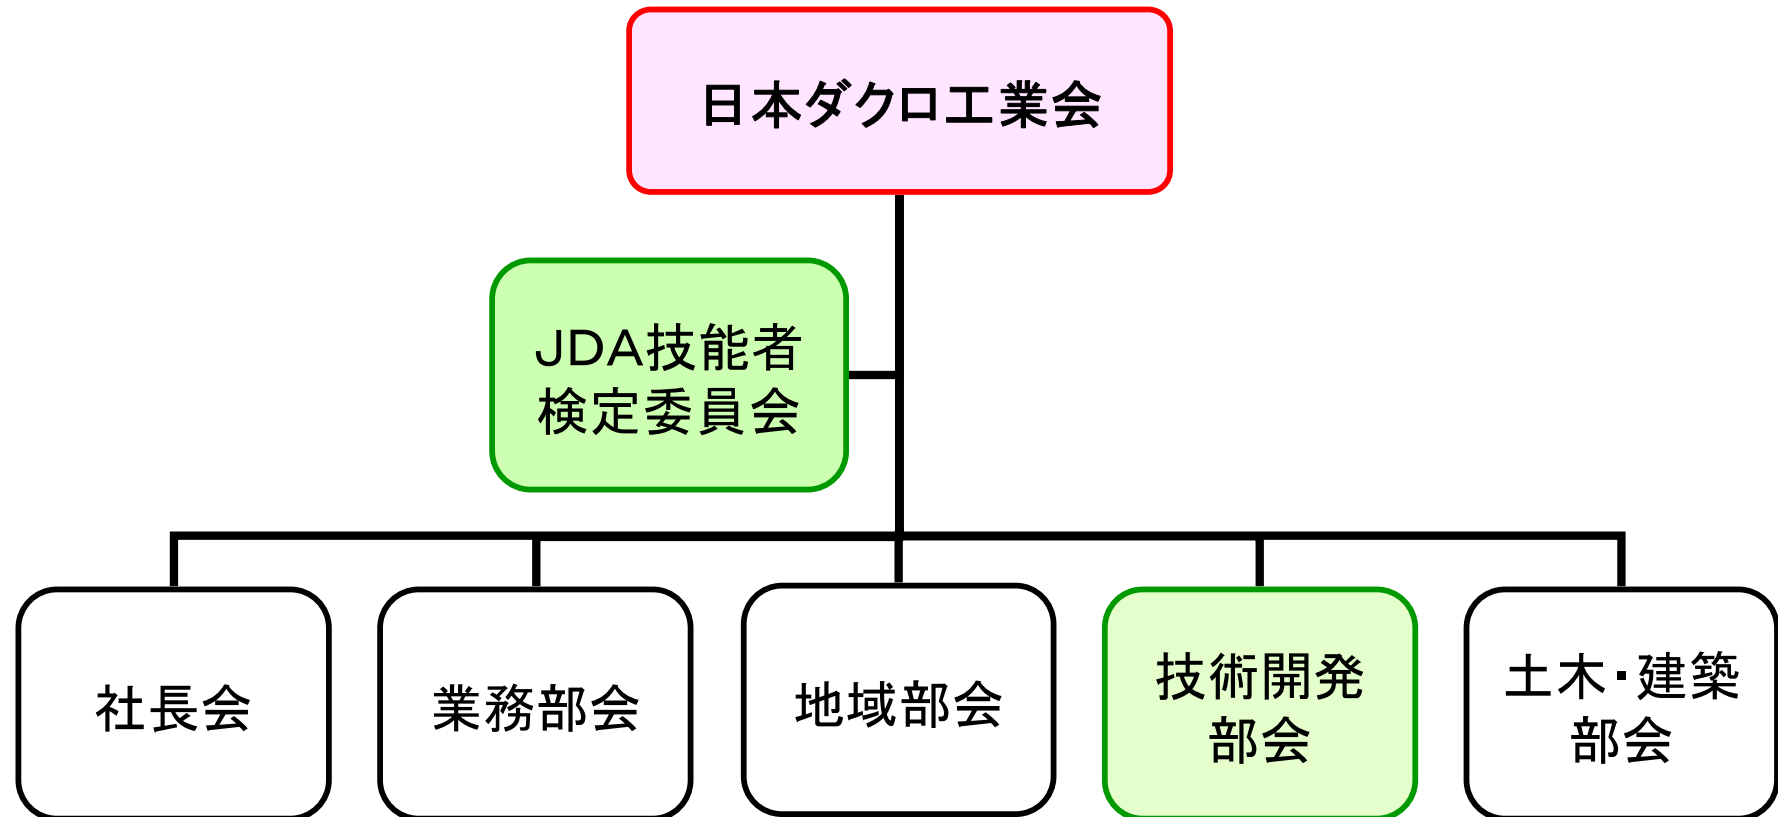 日本ダクロ工業会
JDA技能者
検定委員会
社長会
業務部会
地域部会
技術開発
部会
土木・建築
部会